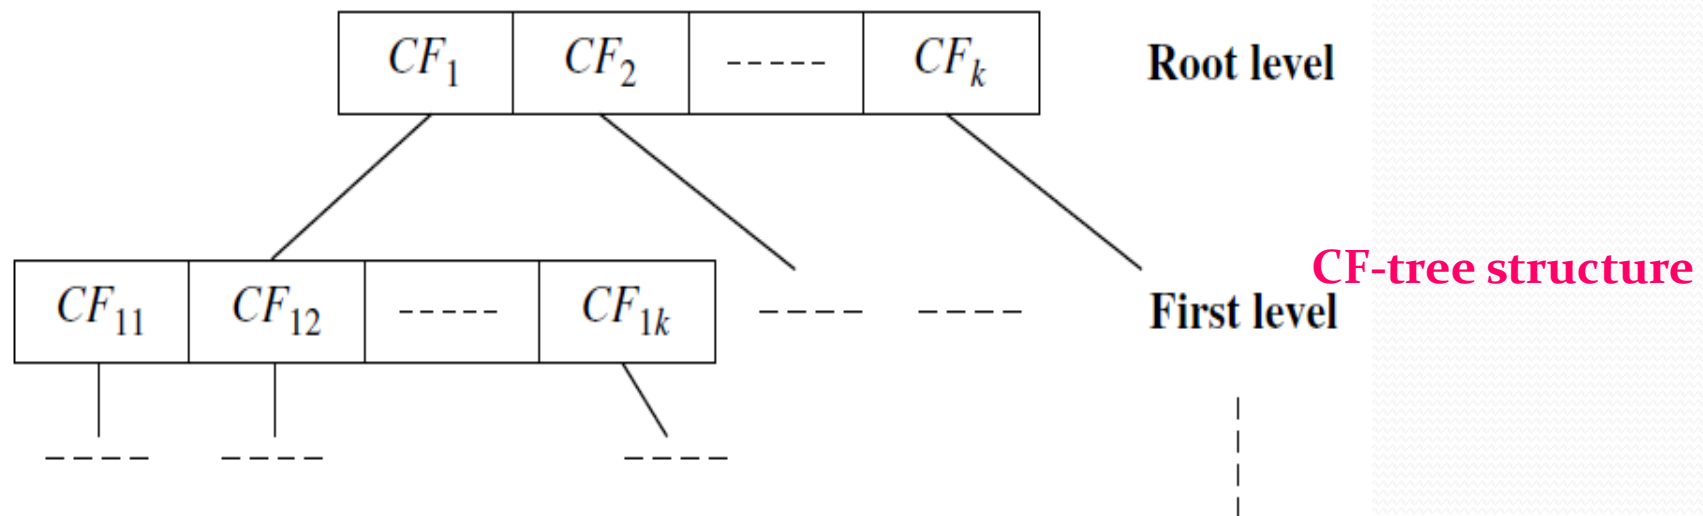 CF₁ CF₂ ----- CFₖ Root level
CF-tree structure
CF₁₁ CF₁₂ ----- CF₁ₖ ---- ---- First level
---- ---- ----